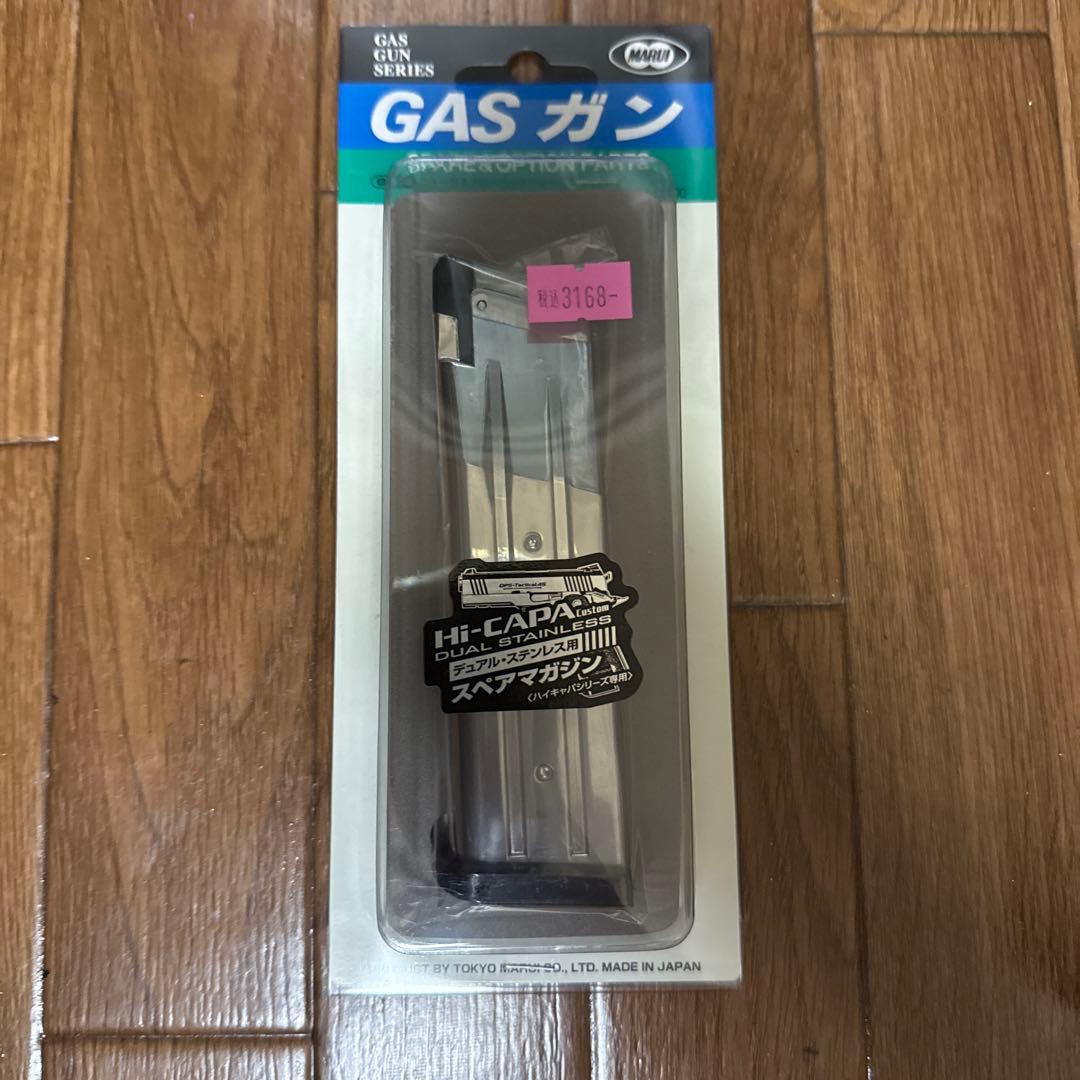 GAS
GUN
SERIES
MARUI
GAS ガン
SPARE & OPTION PARTS
税込3168-
OPS-Tactical.45
Hi-CAPA Custom
DUAL STAINLESS
デュアル・ステンレス用
スペアマガジン
〈ハイキャパシリーズ専用〉
BY TOKYO MARUI CO., LTD. MADE IN JAPAN